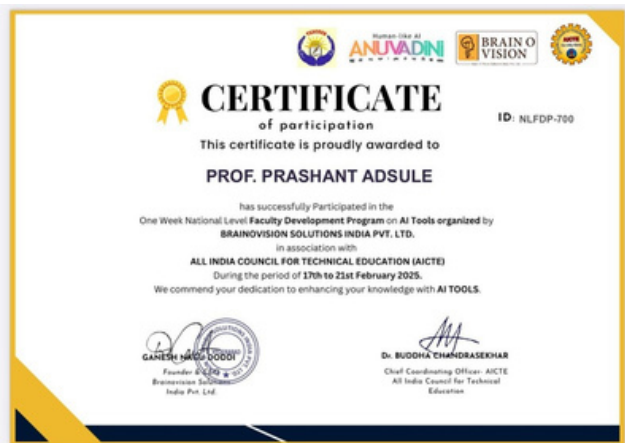 Human-like AI
ANUVADINI
BRAIN O
VISION
CERTIFICATE
of participation
ID: NLFDP-700
This certificate is proudly awarded to
PROF. PRASHANT ADSULE
has successfully Participated in the
One Week National Level Faculty Development Program on AI Tools organized by
BRAINOVISION SOLUTIONS INDIA PVT. LTD.
in association with
ALL INDIA COUNCIL FOR TECHNICAL EDUCATION (AICTE)
During the period of 17th to 21st February 2025.
We commend your dedication to enhancing your knowledge with AI TOOLS.
GANESH NAGU DODDI
Founder & CEO
Brainovision Solutions
India Pvt. Ltd.
Dr. BUDDHA CHANDRASEKHAR
Chief Coordinating Officer- AICTE
All India Council for Technical
Education